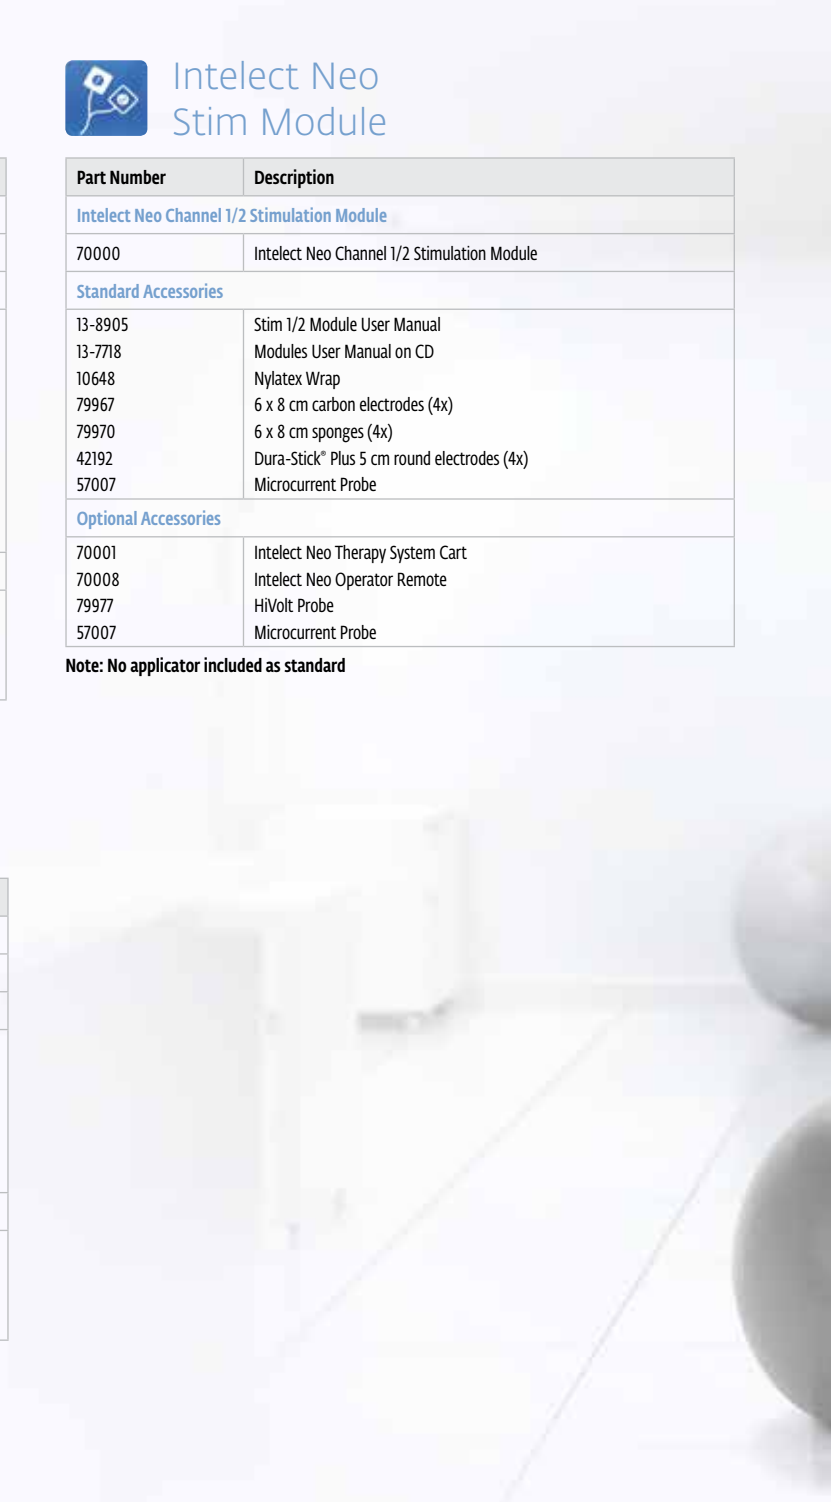 Intelect Neo
Stim Module
Part Number Description
Intelect Neo Channel 1/2 Stimulation Module
70000 Intelect Neo Channel 1/2 Stimulation Module
Standard Accessories
13-8905 Stim 1/2 Module User Manual
13-7718 Modules User Manual on CD
10648 Nylatex Wrap
79967 6 x 8 cm carbon electrodes (4x)
79970 6 x 8 cm sponges (4x)
42192 Dura-Stick® Plus 5 cm round electrodes (4x)
57007 Microcurrent Probe
Optional Accessories
70001 Intelect Neo Therapy System Cart
70008 Intelect Neo Operator Remote
79977 HiVolt Probe
57007 Microcurrent Probe
Note: No applicator included as standard